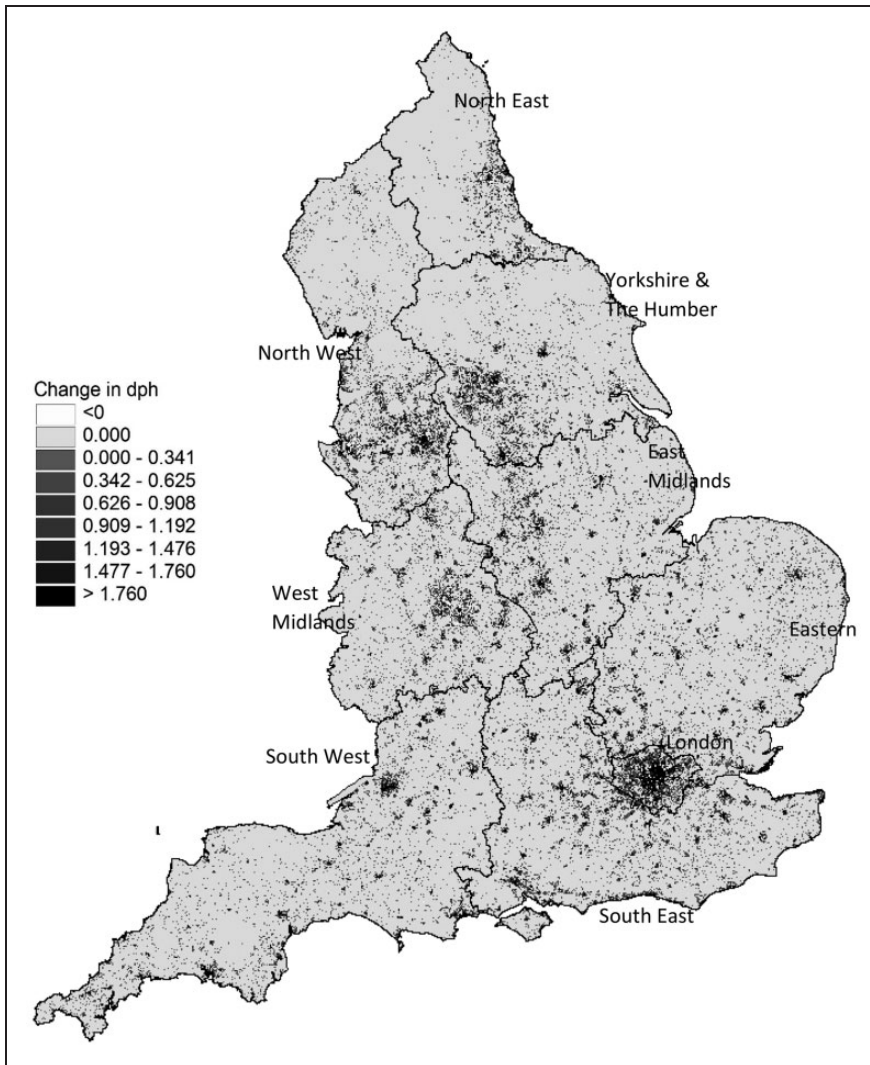 North East
Yorkshire &
The Humber
North West
Change in dph
<0
0.000
0.000 - 0.341
0.342 - 0.625
0.626 - 0.908
0.909 - 1.192
1.193 - 1.476
1.477 - 1.760
> 1.760
East
Midlands
West
Midlands
Eastern
London
South West
South East